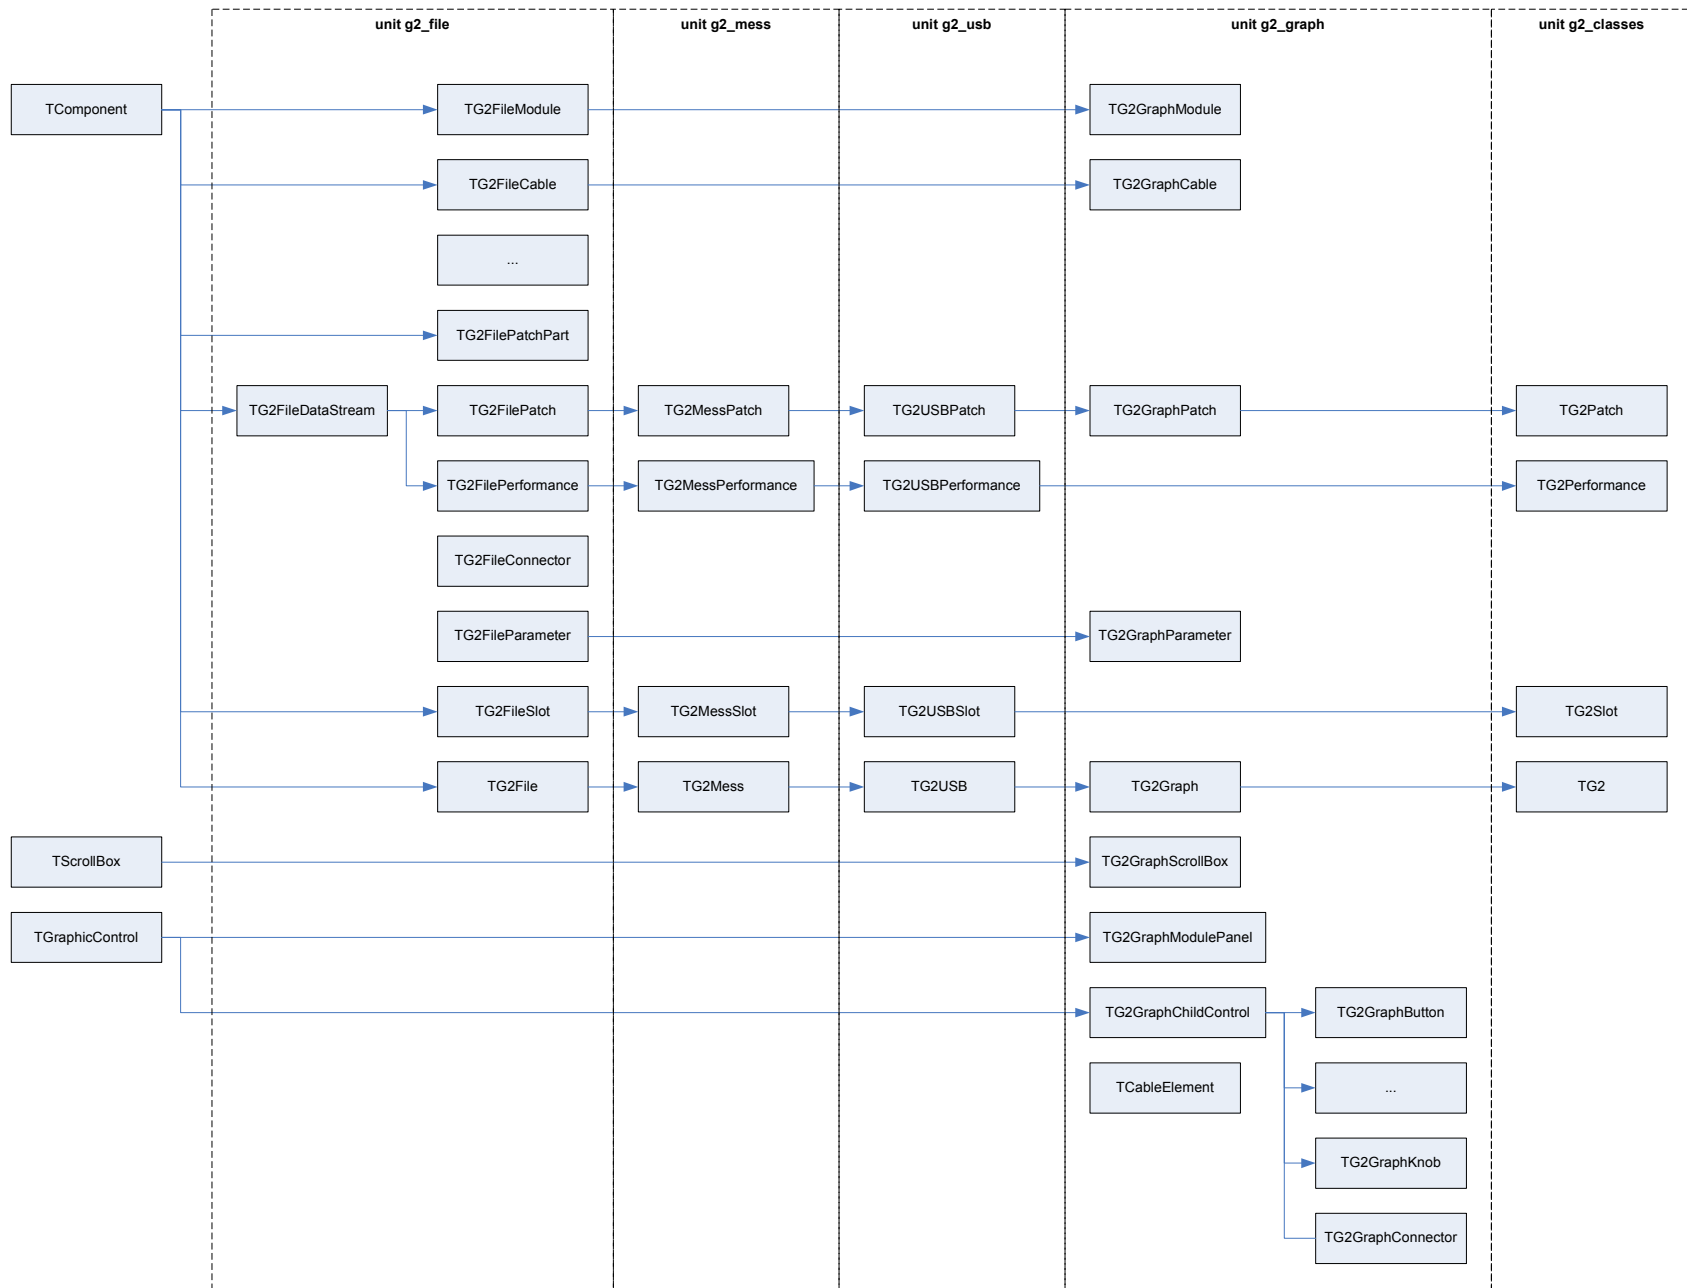 unit g2_file
unit g2_mess
unit g2_usb
unit g2_graph
unit g2_classes
TComponent
TG2FileModule
TG2GraphModule
TG2FileCable
TG2GraphCable
...
TG2FilePatchPart
TG2FileDataStream
TG2FilePatch
TG2MessPatch
TG2USBPatch
TG2GraphPatch
TG2Patch
TG2FilePerformance
TG2MessPerformance
TG2USBPerformance
TG2Performance
TG2FileConnector
TG2FileParameter
TG2GraphParameter
TG2FileSlot
TG2MessSlot
TG2USBSlot
TG2Slot
TG2File
TG2Mess
TG2USB
TG2Graph
TG2
TScrollBox
TG2GraphScrollBox
TGraphicControl
TG2GraphModulePanel
TG2GraphChildControl
TG2GraphButton
TCableElement
...
TG2GraphKnob
TG2GraphConnector